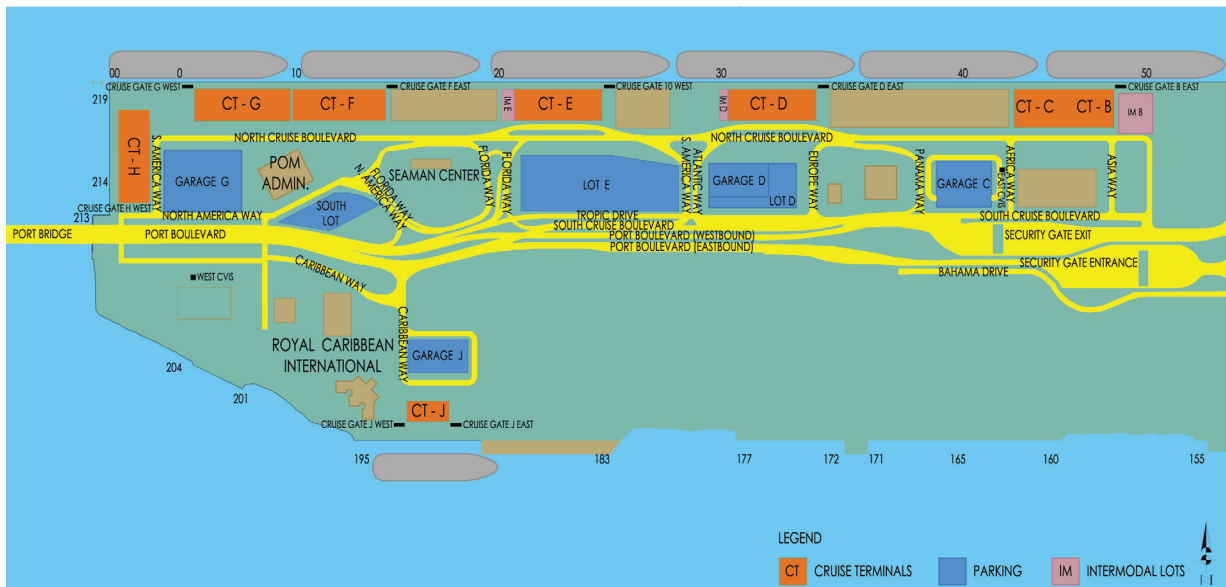 00
0
10
20
30
40
50
219
CRUISE GATE G WEST
CRUISE GATE F EAST
CRUISE GATE 10 WEST
CRUISE GATE D EAST
CRUISE GATE B EAST
CT - G
CT - F
IM E
CT - E
IM D
CT - D
CT - C
CT - B
IM B
CT - H
S. AMERICA WAY
NORTH CRUISE BOULEVARD
NORTH CRUISE BOULEVARD
214
GARAGE G
POM
ADMIN.
FLORIDA WAY
N. AMERICA WAY
SEAMAN CENTER
FLORIDA WAY
FLORIDA WAY
LOT E
S. AMERICA WAY
ATLANTIC WAY
GARAGE D
LOT D
EUROPE WAY
PANAMA WAY
GARAGE C
EAST CVIS
AFRICA WAY
ASIA WAY
SOUTH
LOT
CRUISE GATE H WEST
213
NORTH AMERICA WAY
TROPIC DRIVE
SOUTH CRUISE BOULEVARD
SOUTH CRUISE BOULEVARD
PORT BRIDGE
PORT BOULEVARD
PORT BOULEVARD (WESTBOUND)
PORT BOULEVARD (EASTBOUND)
SECURITY GATE EXIT
SECURITY GATE ENTRANCE
BAHAMA DRIVE
CARIBBEAN WAY
WEST CVIS
CARIBBEAN WAY
ROYAL CARIBBEAN
INTERNATIONAL
GARAGE J
204
201
CT - J
CRUISE GATE J WEST
CRUISE GATE J EAST
195
183
177
172
171
165
160
155
LEGEND
CT
CRUISE TERMINALS
PARKING
IM
INTERMODAL LOTS
N